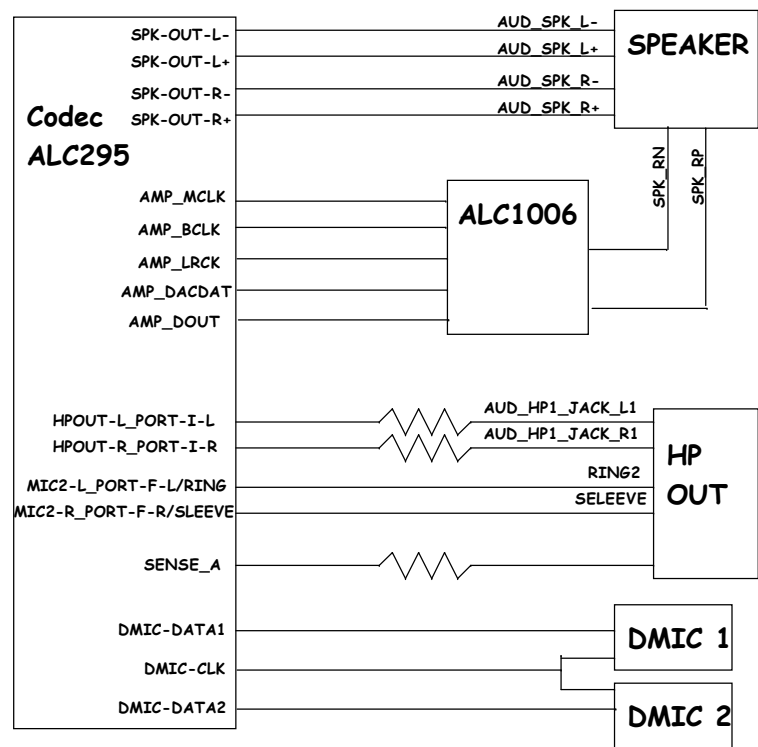 Codec
ALC295
SPK-OUT-L-
SPK-OUT-L+
SPK-OUT-R-
SPK-OUT-R+
AUD_SPK_L-
AUD_SPK_L+
AUD_SPK_R-
AUD_SPK_R+
SPEAKER
SPK_RN
SPK_RP
AMP_MCLK
AMP_BCLK
AMP_LRCK
AMP_DACDAT
AMP_DOUT
ALC1006
HPOUT-L_PORT-I-L
HPOUT-R_PORT-I-R
MIC2-L_PORT-F-L/RING
MIC2-R_PORT-F-R/SLEEVE
SENSE_A
AUD_HP1_JACK_L1
AUD_HP1_JACK_R1
RING2
SELEEVE
HP
OUT
DMIC-DATA1
DMIC-CLK
DMIC-DATA2
DMIC 1
DMIC 2